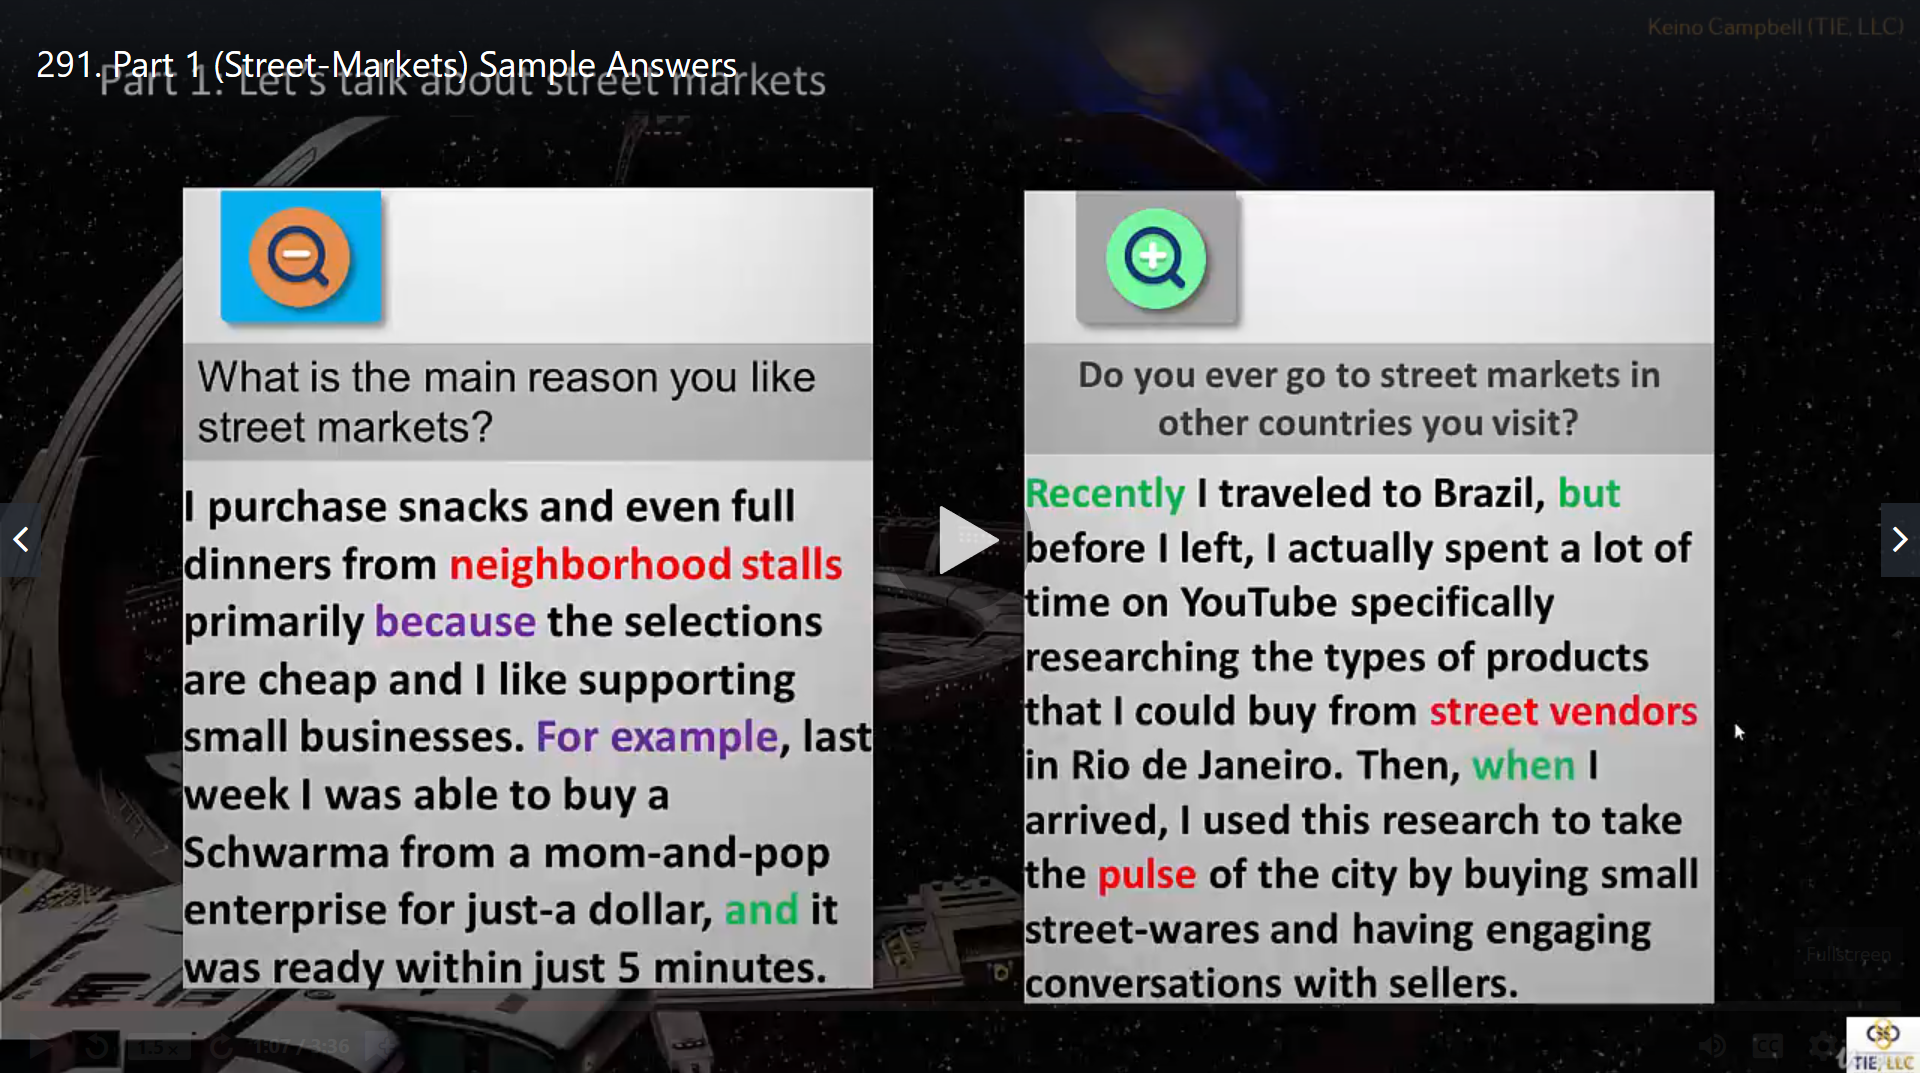 Keino Campbell (TIE, LLC)
291. Part 1 (Street-Markets) Sample Answers
Part 1: Let's talk about street markets
What is the main reason you like
street markets?
I purchase snacks and even full
dinners from neighborhood stalls
primarily because the selections
are cheap and I like supporting
small businesses. For example, last
week I was able to buy a
Schwarma from a mom-and-pop
enterprise for just-a dollar, and it
was ready within just 5 minutes.
Do you ever go to street markets in
other countries you visit?
Recently I traveled to Brazil, but
before I left, I actually spent a lot of
time on YouTube specifically
researching the types of products
that I could buy from street vendors
in Rio de Janeiro. Then, when I
arrived, I used this research to take
the pulse of the city by buying small
street-wares and having engaging
conversations with sellers.
Fullscreen
1.5 x
1:07 / 3:36
CC
TIE, LLC